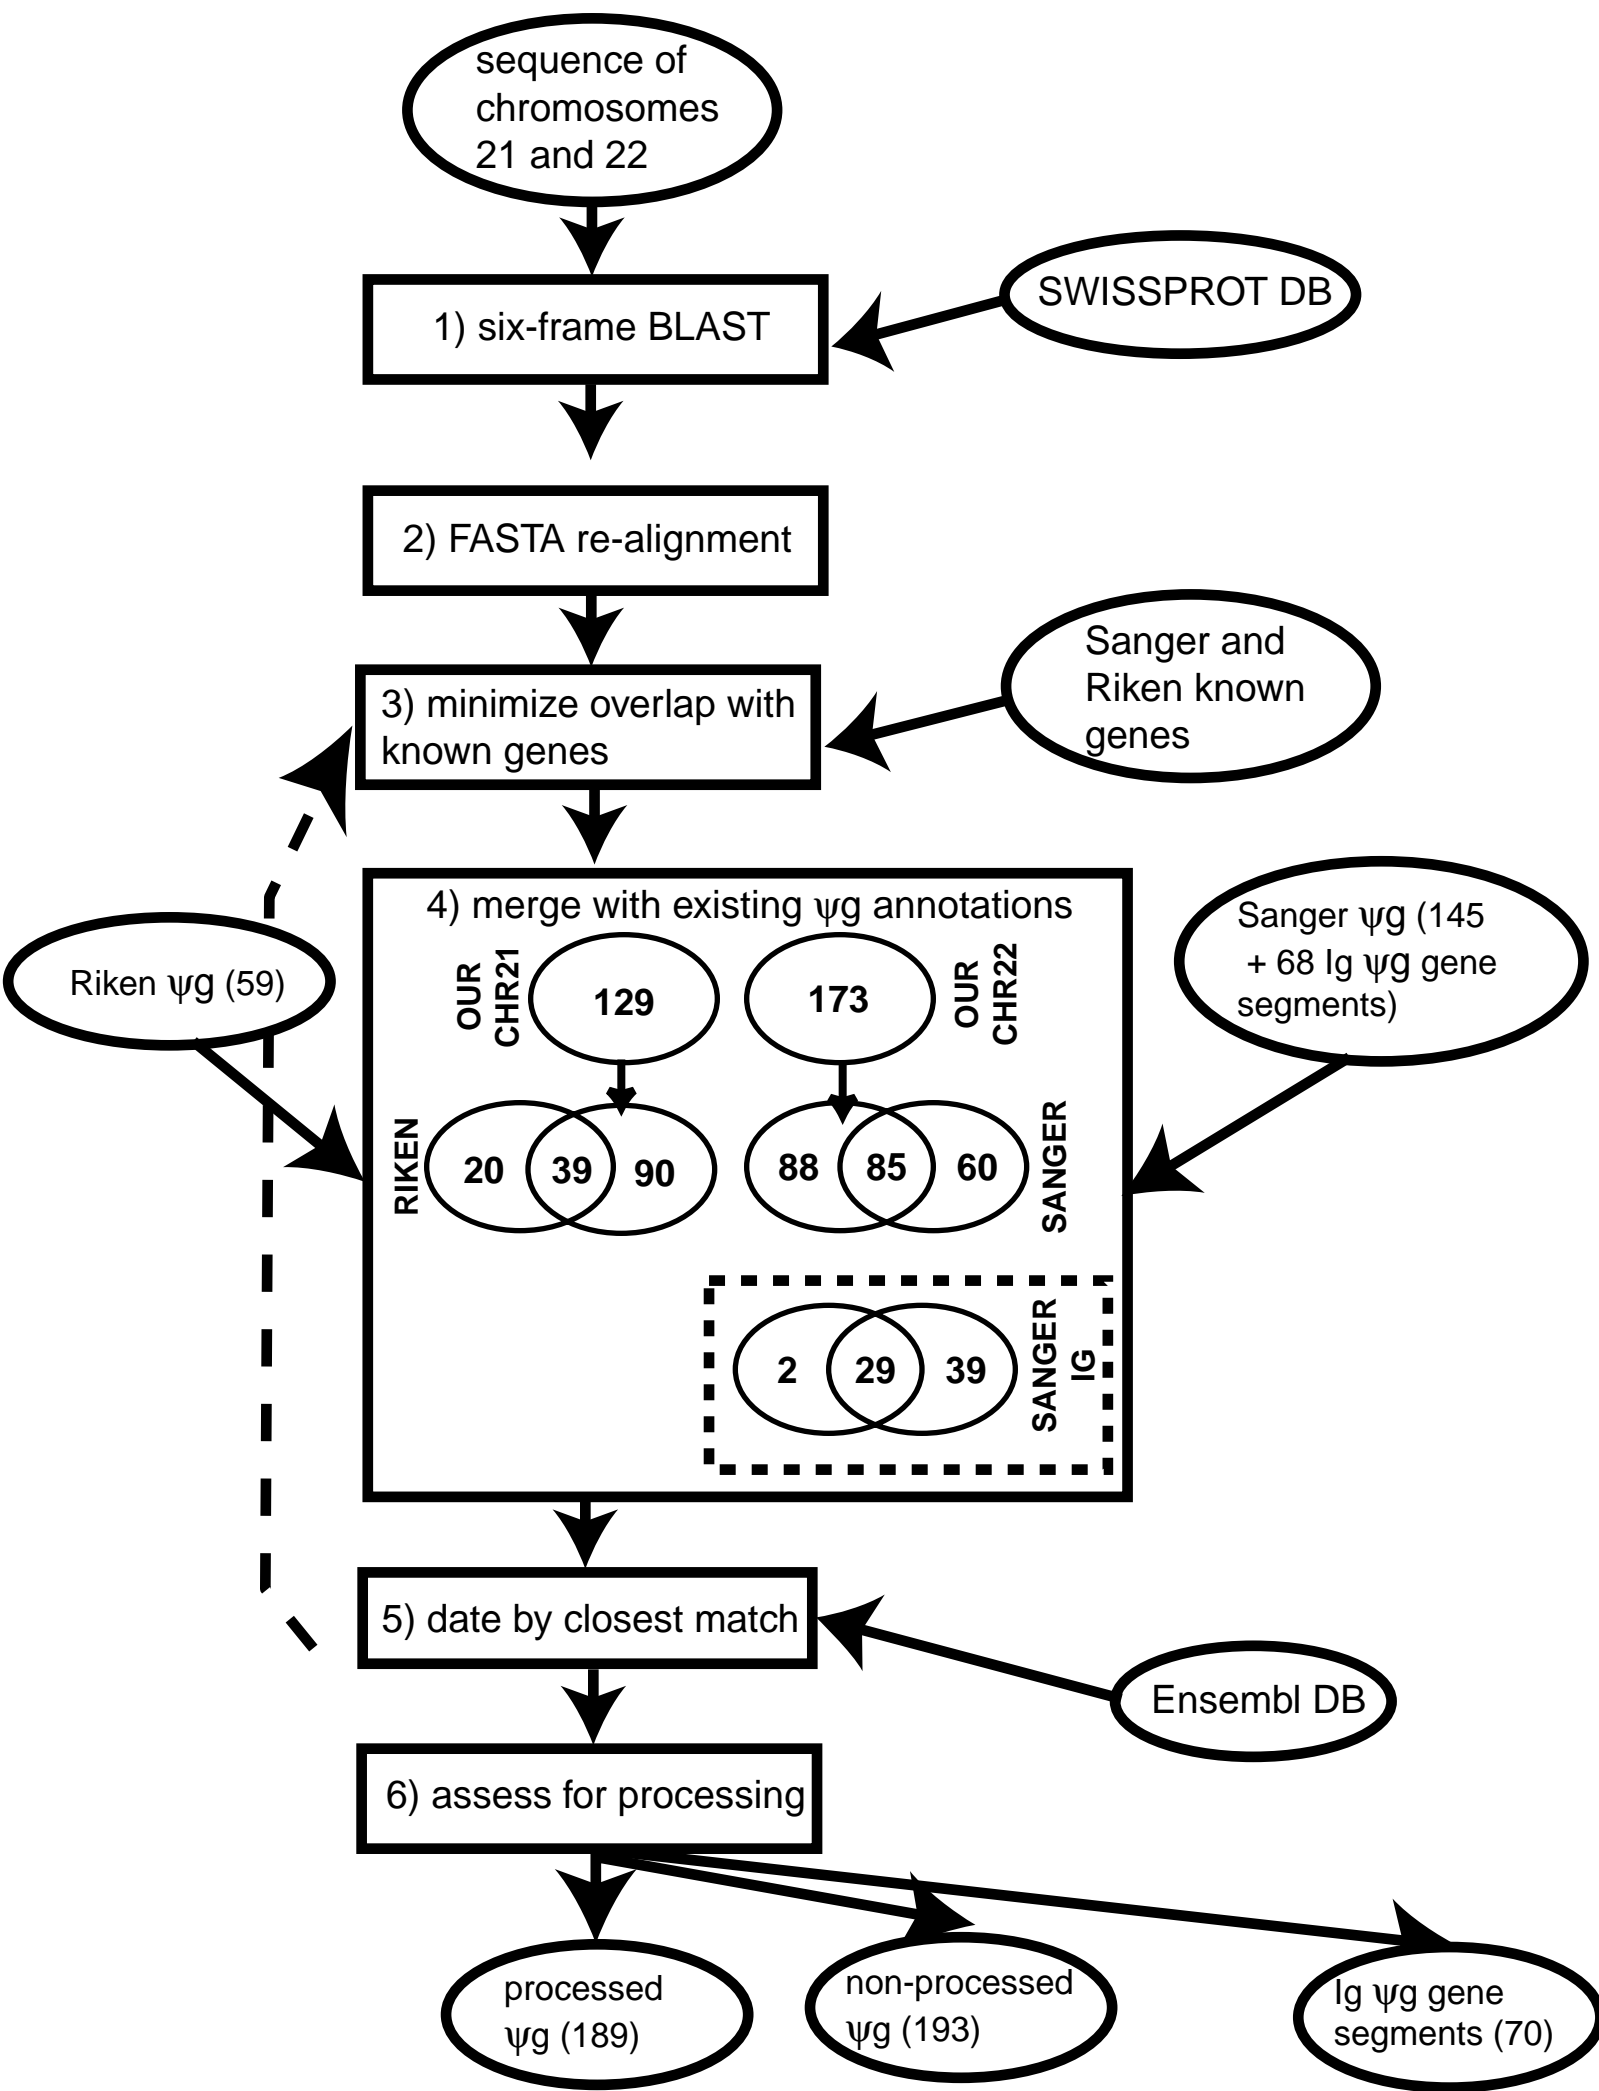 sequence of
chromosomes
21 and 22
SWISSPROT DB
1) six-frame BLAST
2) FASTA re-alignment
Sanger and
Riken known
genes
3) minimize overlap with
known genes
4) merge with existing ψg annotations
Riken ψg (59)
Sanger ψg (145
+ 68 Ig ψg gene
segments)
OUR
CHR21
129
173
OUR
CHR22
RIKEN
20
39
90
88
85
60
SANGER
2
29
39
SANGER
IG
5) date by closest match
Ensembl DB
6) assess for processing
processed
ψg (189)
non-processed
ψg (193)
Ig ψg gene
segments (70)